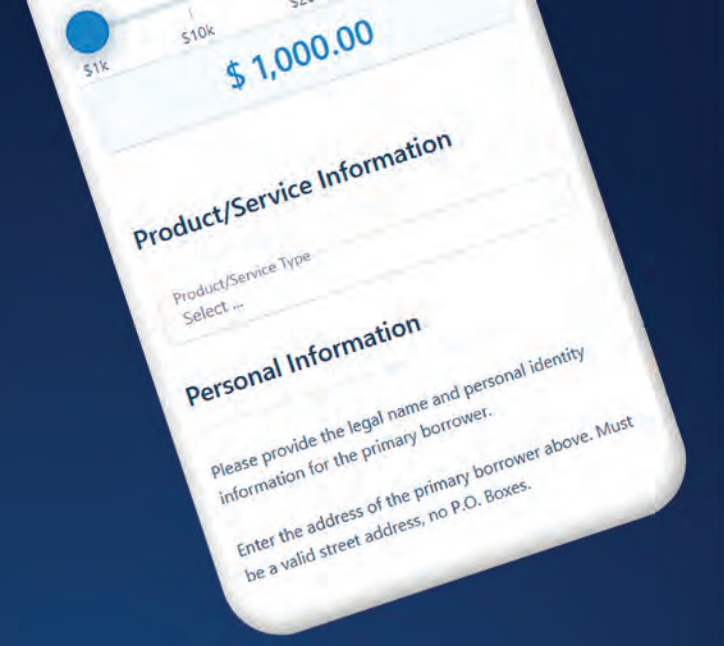 $1k
$10k
$ 1,000.00
Product/Service Information
Product/Service Type
Select ...
Personal Information
Please provide the legal name and personal identity
information for the primary borrower.
Enter the address of the primary borrower above. Must
be a valid street address, no P.O. Boxes.